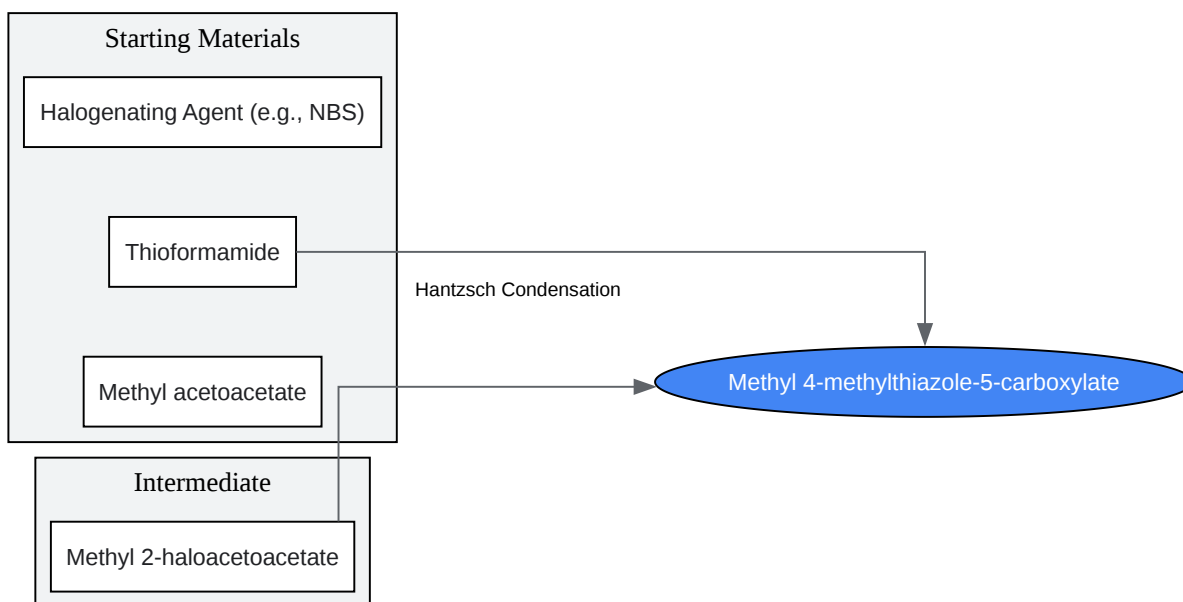 Starting Materials
Halogenating Agent (e.g., NBS)
Thioformamide
Hantzsch Condensation
Methyl acetoacetate
Methyl 4-methylthiazole-5-carboxylate
Intermediate
Methyl 2-haloacetoacetate